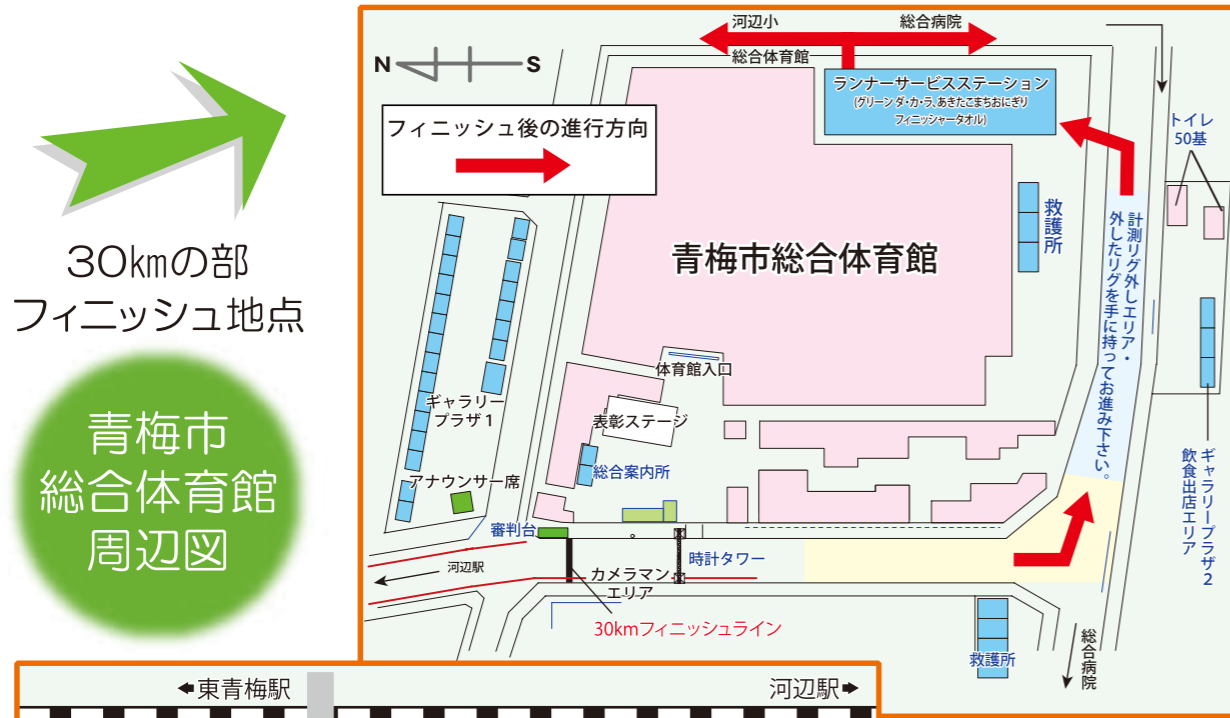 30kmの部
フィニッシュ地点
青梅市
総合体育館
周辺図
河辺小
総合病院
総合体育館
N
S
ランナーサービスステーション
(グリーン ダ・カ・ラ、あきたこまちおにぎり
フィニッシャータオル)
フィニッシュ後の進行方向
トイレ
50基
救護所
計測リグ外しエリア・
外したリグを手に持ってお進み下さい。
青梅市総合体育館
体育館入口
ギャラリー
プラザ1
表彰ステージ
総合案内所
アナウンサー席
審判台
時計タワー
河辺駅
カメラマン
エリア
30kmフィニッシュライン
ギャラリープラザ2
飲食出店エリア
救護所
総合病院
東青梅駅
河辺駅